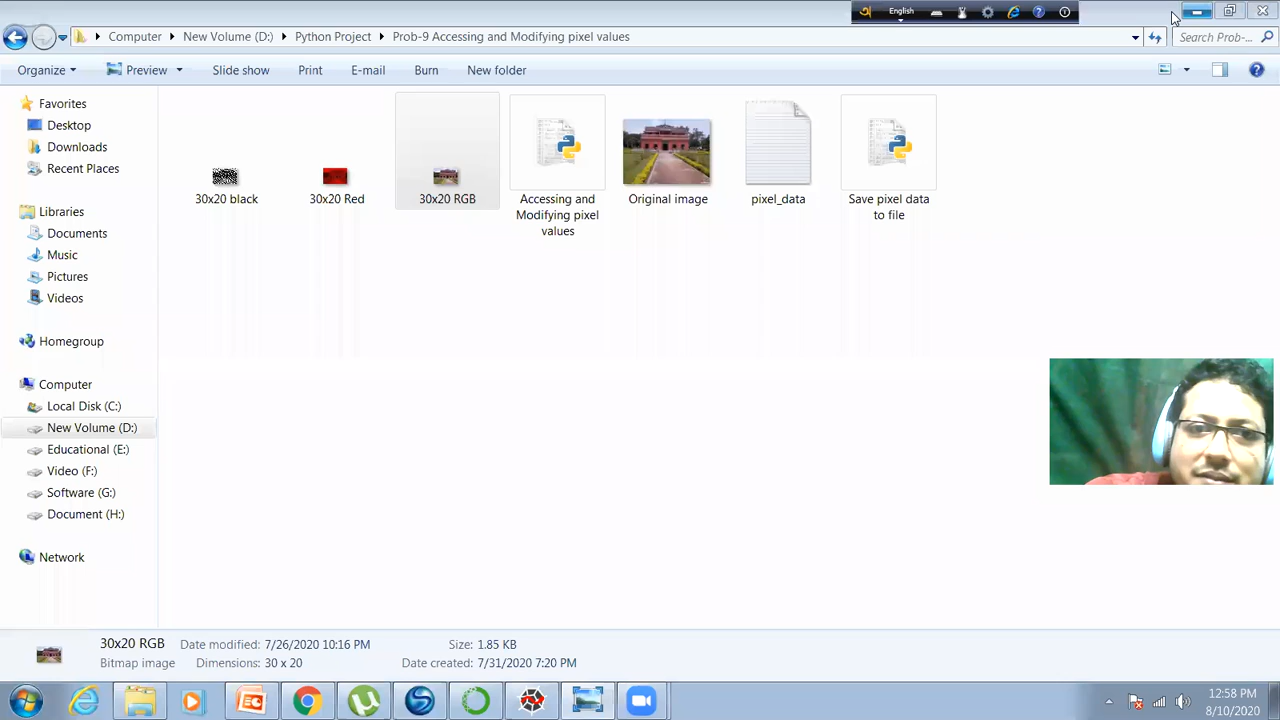 English
Computer
New Volume (D:)
Python Project
Prob-9 Accessing and Modifying pixel values
Search Prob-...
Organize
Preview
Slide show
Print
E-mail
Burn
New folder
Favorites
Desktop
Downloads
Recent Places
Libraries
Documents
Music
Pictures
Videos
Homegroup
Computer
Local Disk (C:)
New Volume (D:)
Educational (E:)
Video (F:)
Software (G:)
Document (H:)
Network
30x20 black
30x20 Red
30x20 RGB
Accessing and
Modifying pixel
values
Original image
pixel_data
Save pixel data
to file
30x20 RGB
Date modified: 7/26/2020 10:16 PM
Size: 1.85 KB
Bitmap image
Dimensions: 30 x 20
Date created: 7/31/2020 7:20 PM
12:58 PM
8/10/2020